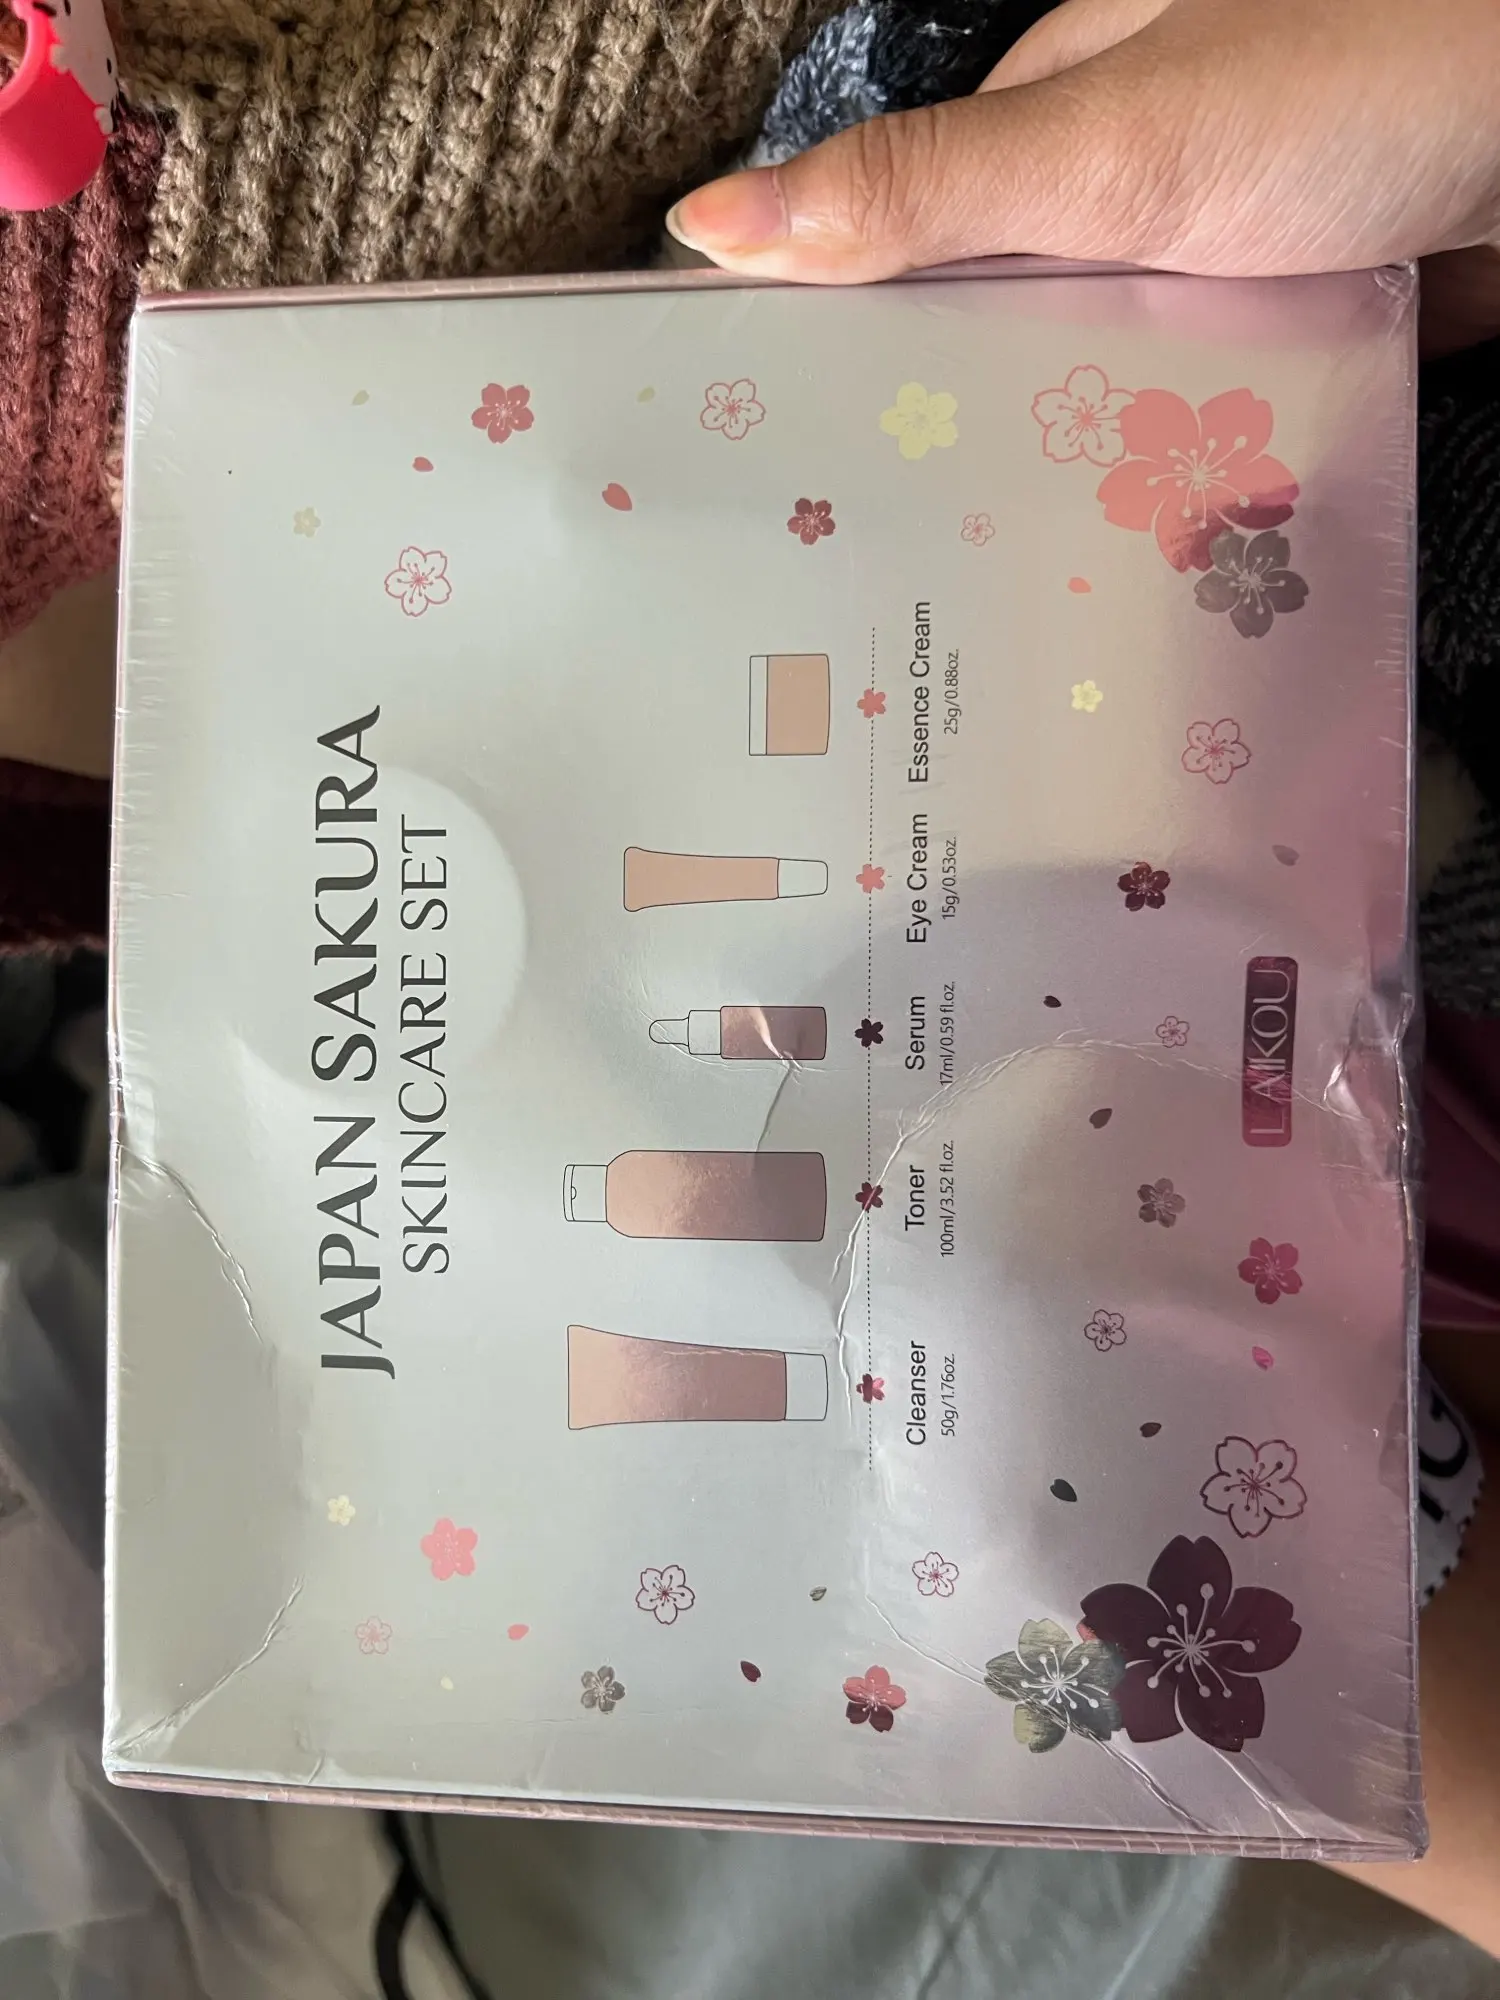 JAPAN SAKURA
SKINCARE SET
Cleanser
50g/1.76oz.
Toner
100ml/3.52 fl.oz.
Serum
17ml/0.59 fl.oz.
Eye Cream
15g/0.53oz.
Essence Cream
25g/0.88oz.
LAIKOU